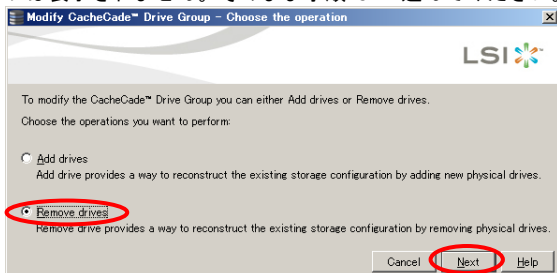 Modify CacheCade™ Drive Group - Choose the operation
LSI
To modify the CacheCade™ Drive Group you can either Add drives or Remove drives.
Choose the operations you want to perform:
Add drives
Add drive provides a way to reconstruct the existing storage configuration by adding new physical drives.
Remove drives
Remove drive provides a way to reconstruct the existing storage configuration by removing physical drives.
Cancel Next Help